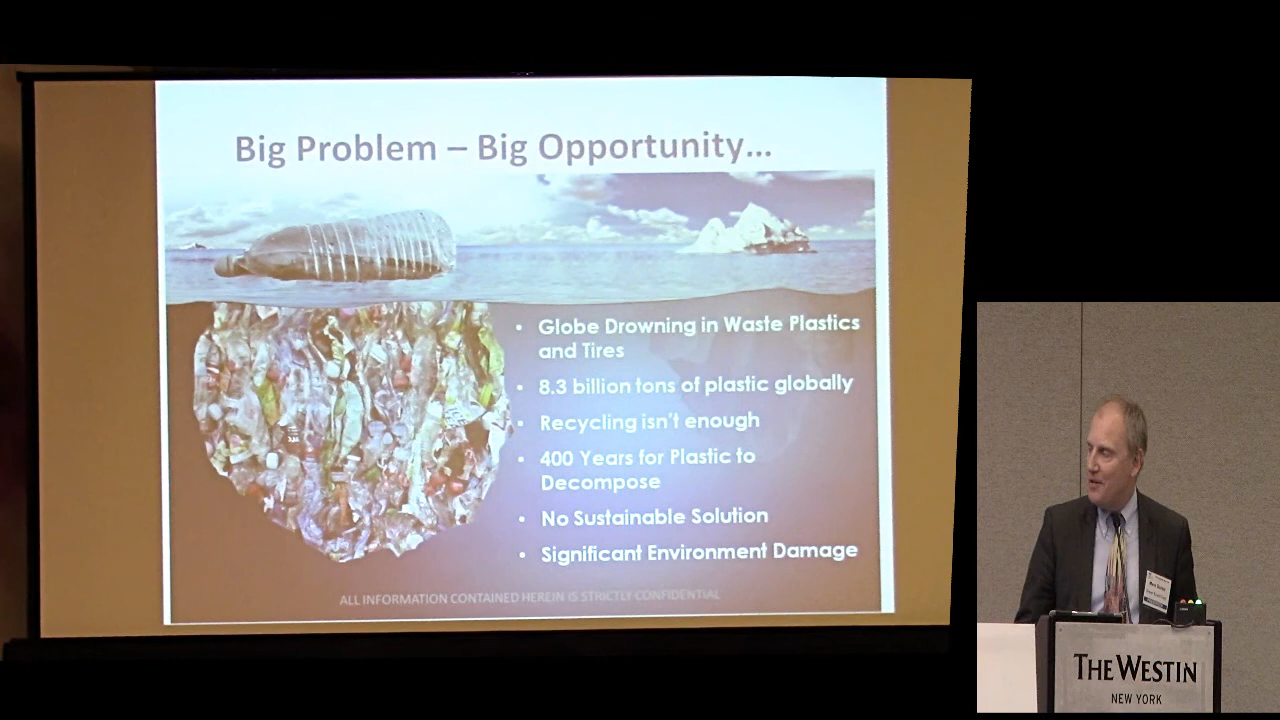 Big Problem – Big Opportunity...
• Globe Drowning in Waste Plastics
and Tires
• 8.3 billion tons of plastic globally
• Recycling isn't enough
• 400 Years for Plastic to
Decompose
• No Sustainable Solution
• Significant Environment Damage
ALL INFORMATION CONTAINED HEREIN IS STRICTLY CONFIDENTIAL
THE WESTIN
NEW YORK